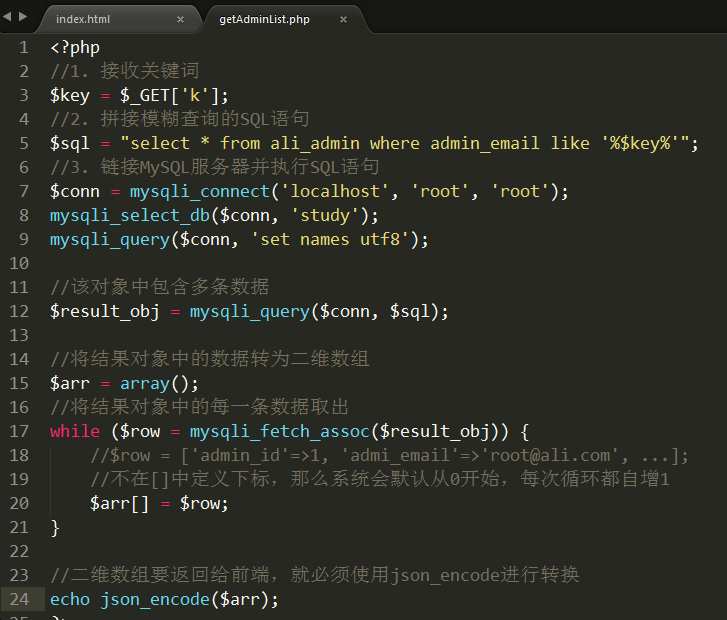 index.html × getAdminList.php ×
1 <?php
2 //1. 接收关键词
3 $key = $_GET['k'];
4 //2. 拼接模糊查询的SQL语句
5 $sql = "select * from ali_admin where admin_email like '%$key%'";
6 //3. 链接MySQL服务器并执行SQL语句
7 $conn = mysqli_connect('localhost', 'root', 'root');
8 mysqli_select_db($conn, 'study');
9 mysqli_query($conn, 'set names utf8');
10
11 //该对象中包含多条数据
12 $result_obj = mysqli_query($conn, $sql);
13
14 //将结果对象中的数据转为二维数组
15 $arr = array();
16 //将结果对象中的每一条数据取出
17 while ($row = mysqli_fetch_assoc($result_obj)) {
18 //$row = ['admin_id'=>1, 'admi_email'=>'root@ali.com', ...];
19 //不在[]中定义下标，那么系统会默认从0开始，每次循环都自增1
20 $arr[] = $row;
21 }
22
23 //二维数组要返回给前端，就必须使用json_encode进行转换
24 echo json_encode($arr);